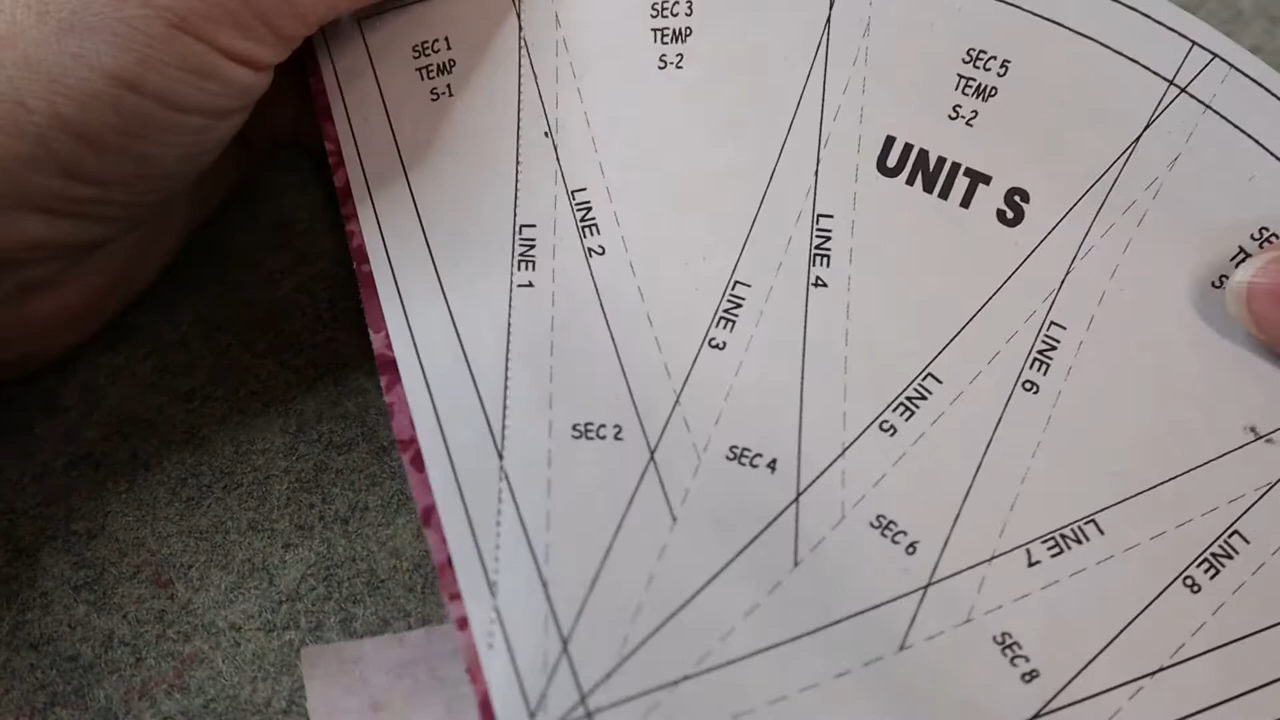 SEC 1
TEMP
S-1
SEC 3
TEMP
S-2
SEC 5
TEMP
S-2
UNIT S
LINE 1
LINE 2
LINE 3
LINE 4
LINE 5
LINE 6
LINE 7
LINE 8
SEC 2
SEC 4
SEC 6
SEC 8